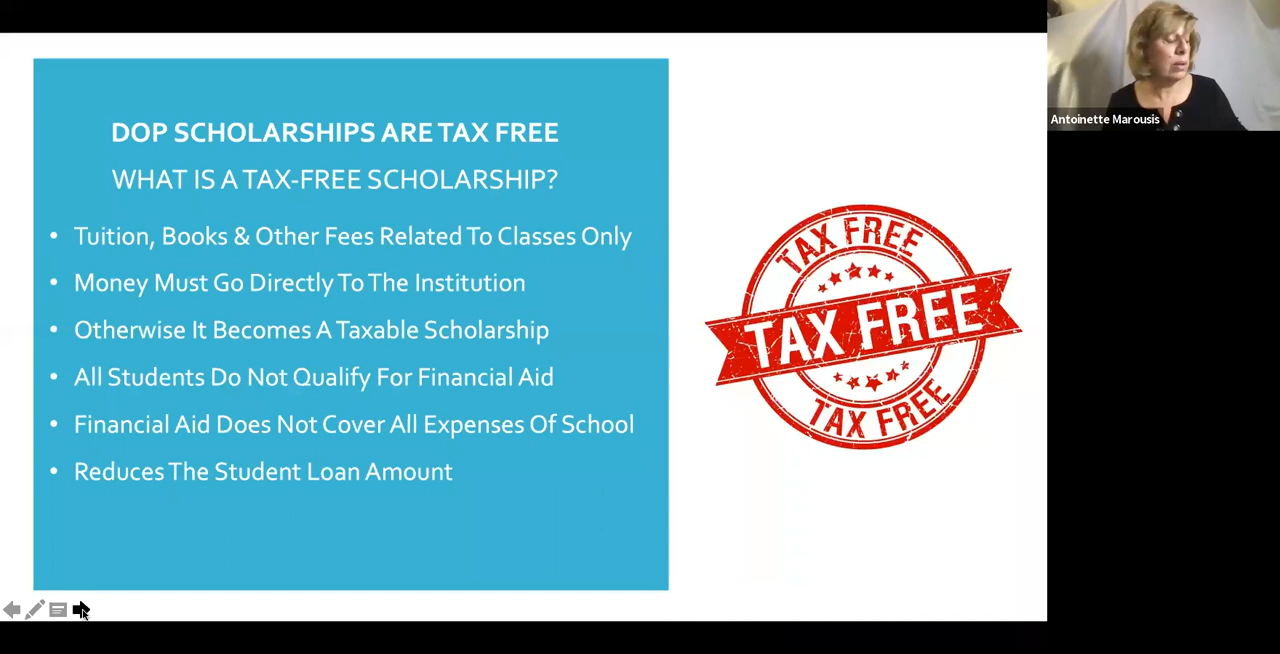 DOP SCHOLARSHIPS ARE TAX FREE
WHAT IS A TAX-FREE SCHOLARSHIP?
• Tuition, Books & Other Fees Related To Classes Only
• Money Must Go Directly To The Institution
• Otherwise It Becomes A Taxable Scholarship
• All Students Do Not Qualify For Financial Aid
• Financial Aid Does Not Cover All Expenses Of School
• Reduces The Student Loan Amount
TAX FREE
TAX FREE
TAX FREE
Antoinette Marousis